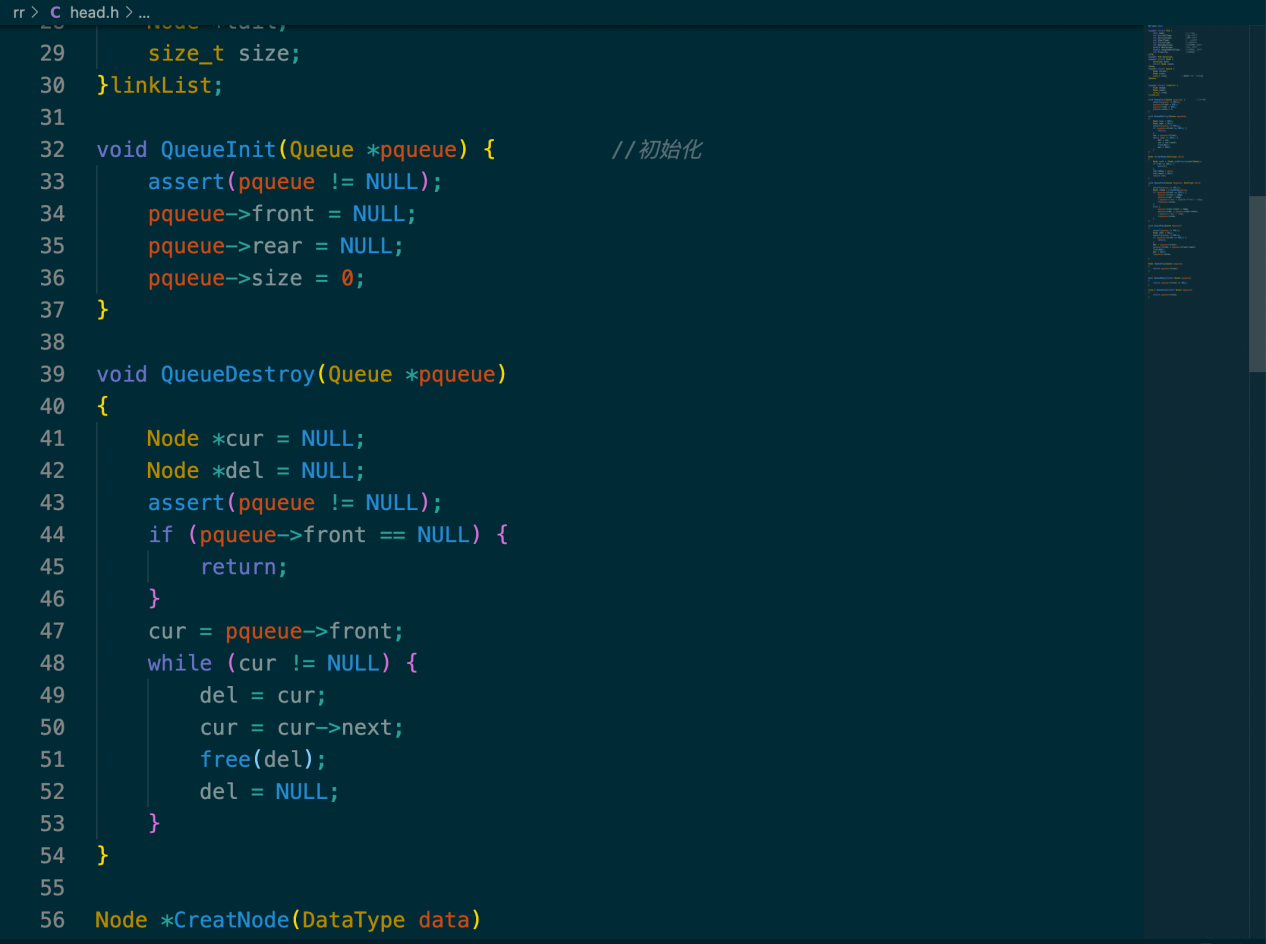 rr > C head.h > ...
29 size_t size;
30 }linkList;
31
32 void QueueInit(Queue *pqueue) { //初始化
33 assert(pqueue != NULL);
34 pqueue->front = NULL;
35 pqueue->rear = NULL;
36 pqueue->size = 0;
37 }
38
39 void QueueDestroy(Queue *pqueue)
40 {
41 Node *cur = NULL;
42 Node *del = NULL;
43 assert(pqueue != NULL);
44 if (pqueue->front == NULL) {
45 return;
46 }
47 cur = pqueue->front;
48 while (cur != NULL) {
49 del = cur;
50 cur = cur->next;
51 free(del);
52 del = NULL;
53 }
54 }
55
56 Node *CreatNode(DataType data)